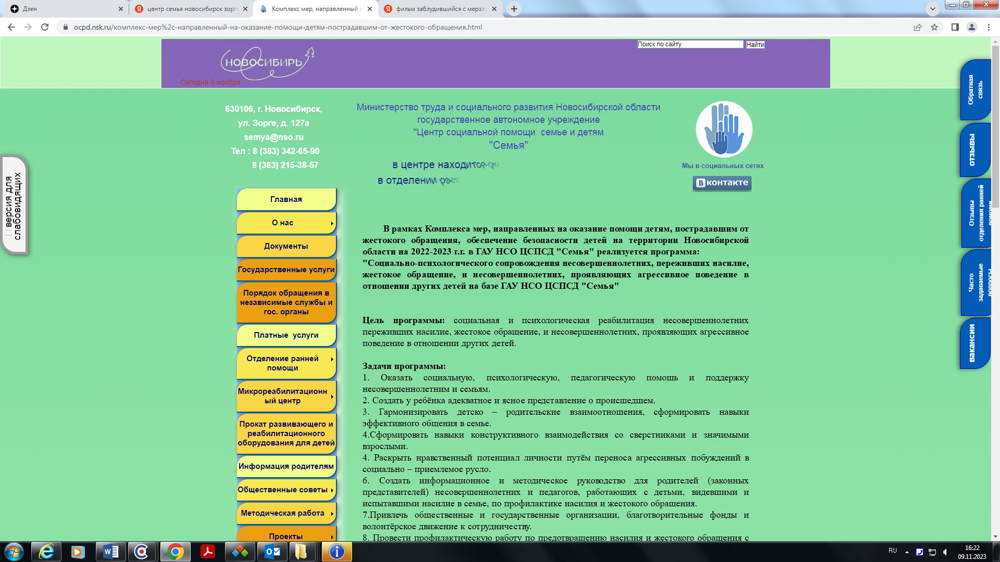 Дзен
центр семья новосибирск зорге
Комплекс мер, направленный н
фильм заблудившийся с мерзли
ocpd.nsk.ru/комплекс-мер%2с-направленный-на-оказание-помощи-детям-пострадавшим-от-жестокого-обращения.html
Поиск по сайту
Найти
НОВОСИБИРЬ
Сегодня 9 ноября
630106, г. Новосибирск,
ул. Зорге, д. 127а
semya@nso.ru
Тел : 8 (383) 342-65-90
8 (383) 215-38-57
Министерство труда и социального развития Новосибирской области
государственное автономное учреждение
"Центр социальной помощи семье и детям
"Семья"
в центре находится
в отделении
Мы в социальных сетях
В контакте
версия для
слабовидящих
Обратная
связь
отзывы
Отзывы
отделения ранней
помощи
Часто
задаваемые
вопросы
вакансии
Главная
О нас
Документы
Государственные услуги
Порядок обращения в
независимые службы и
гос. органы
Платные услуги
Отделение ранней
помощи
Микрореабилитационн
ый центр
Прокат развивающего и
реабилитационного
оборудования для детей
Информация родителям
Общественные советы
Методическая работа
Проекты
В рамках Комплекса мер, направленных на оказание помощи детям, пострадавшим от
жестокого обращения, обеспечение безопасности детей на территории Новосибирской
области на 2022-2023 г.г. в ГАУ НСО ЦСПСД "Семья" реализуется программа:
"Социально-психологического сопровождения несовершеннолетних, переживших насилие,
жестокое обращение, и несовершеннолетних, проявляющих агрессивное поведение в
отношении других детей на базе ГАУ НСО ЦСПСД "Семья"
Цель программы: социальная и психологическая реабилитация несовершеннолетних
переживших насилие, жестокое обращение, и несовершеннолетних, проявляющих агрессивное
поведение в отношении других детей.
Задачи программы:
1. Оказать социальную, психологическую, педагогическую помощь и поддержку
несовершеннолетним и семьям.
2. Создать у ребёнка адекватное и ясное представление о происшедшем.
3. Гармонизировать детско – родительские взаимоотношения, сформировать навыки
эффективного общения в семье.
4.Сформировать навыки конструктивного взаимодействия со сверстниками и значимыми
взрослыми.
4. Раскрыть нравственный потенциал личности путём переноса агрессивных побуждений в
социально – приемлемое русло.
6. Создать информационное и методическое руководство для родителей (законных
представителей) несовершеннолетних и педагогов, работающих с детьми, видевшими и
испытавшими насилие в семье, по профилактике насилия и жестокого обращения.
7.Привлечь общественные и государственные организации, благотворительные фонды и
волонтёрское движение к сотрудничеству.
8. Провести профилактическую работу по предотвращению насилия и жестокого обращения с
RU
16:22
09.11.2023